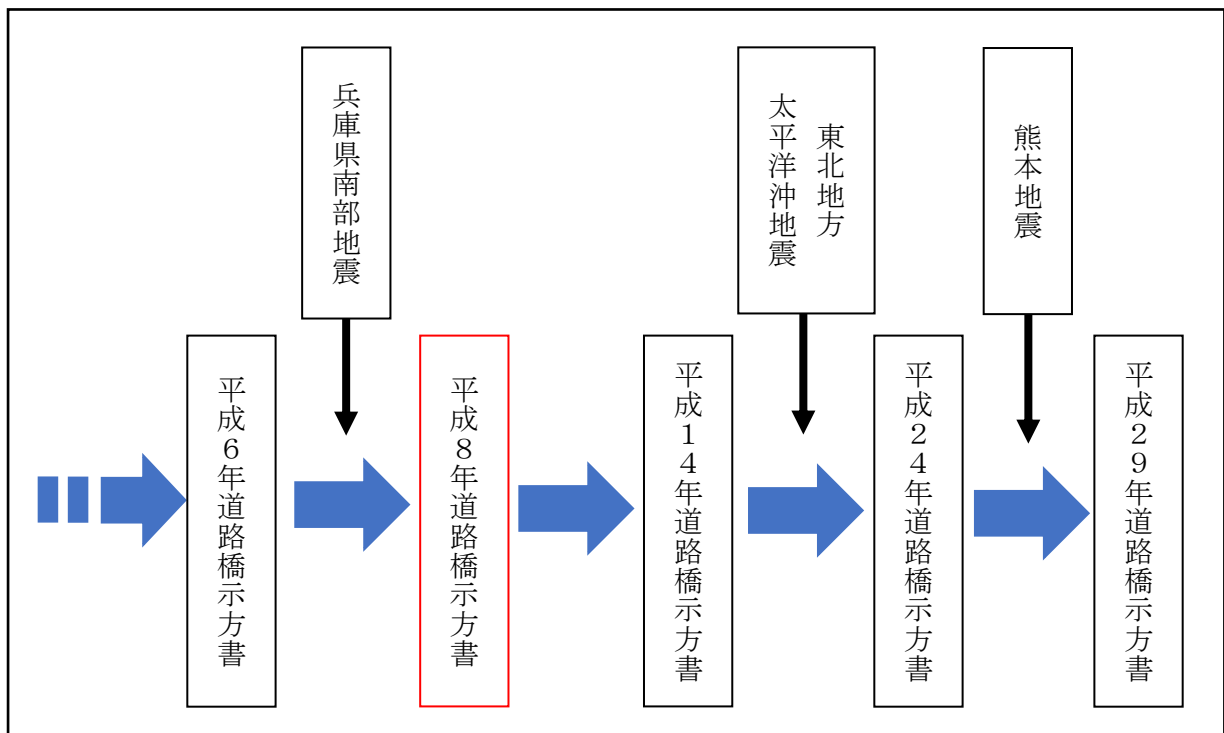 兵庫県南部地震
東北地方
太平洋沖地震
熊本地震
平成6年道路橋示方書
平成8年道路橋示方書
平成14年道路橋示方書
平成24年道路橋示方書
平成29年道路橋示方書